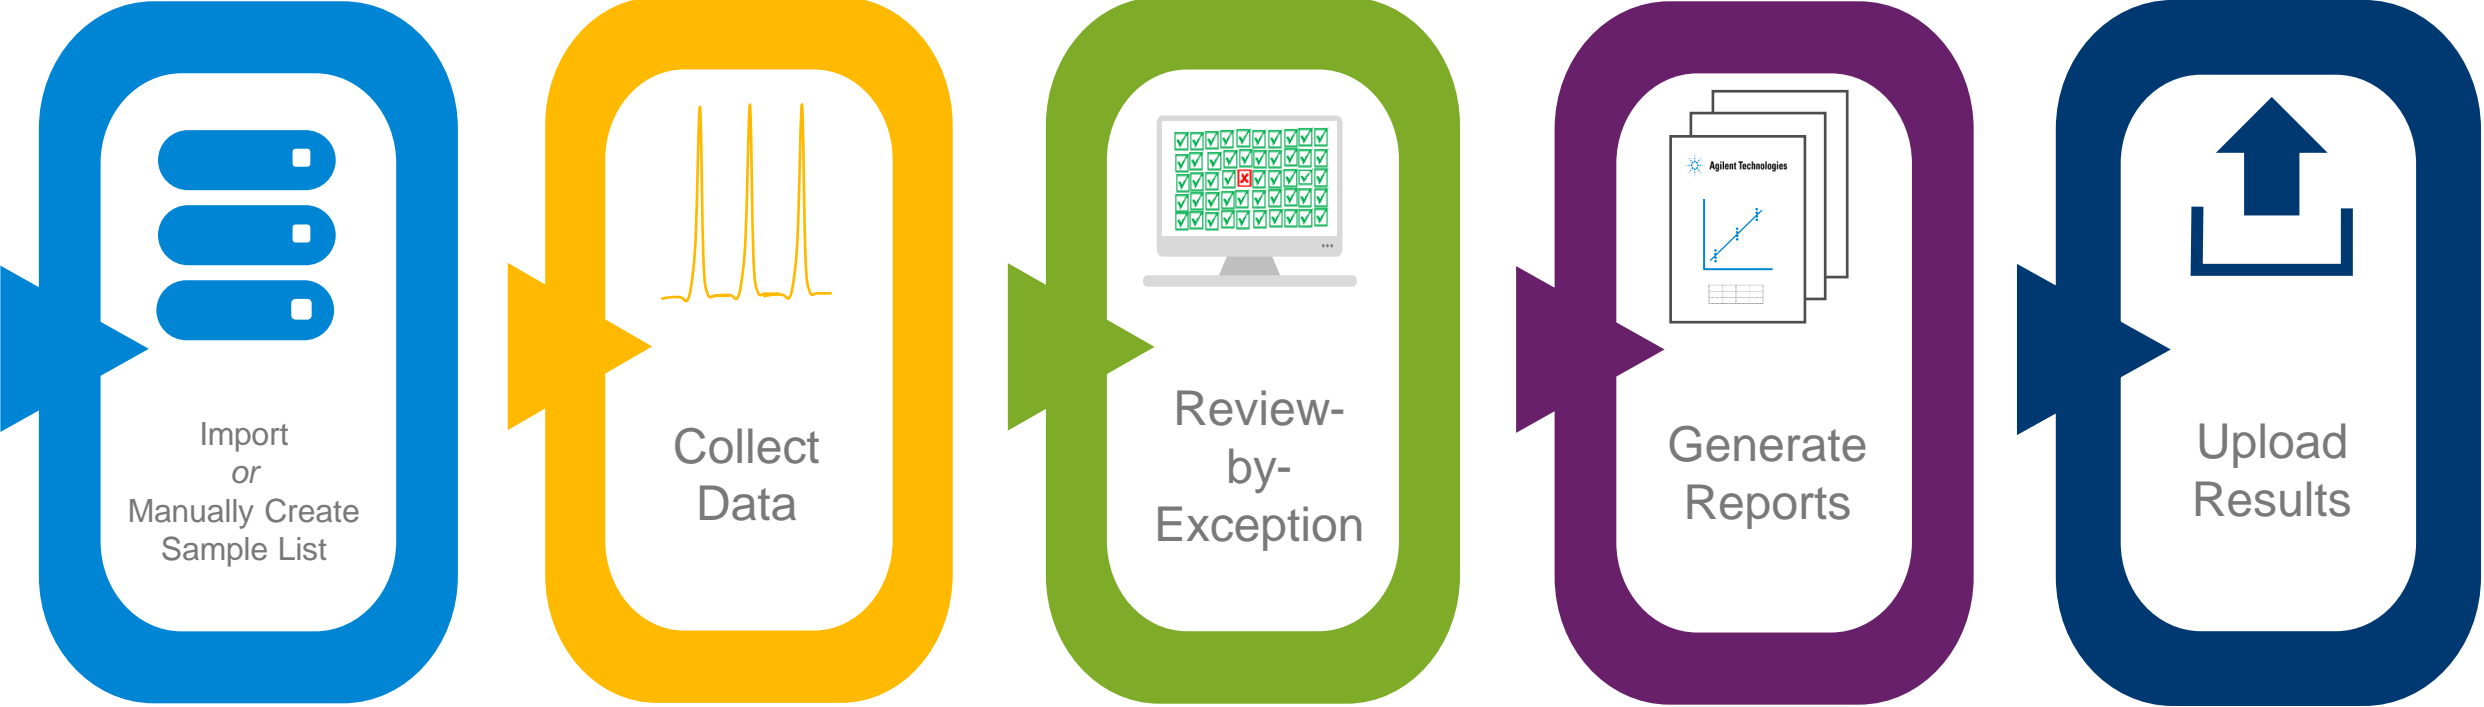 Import
or
Manually Create
Sample List
Collect
Data
Review-
by-
Exception
Agilent Technologies
Generate
Reports
Upload
Results